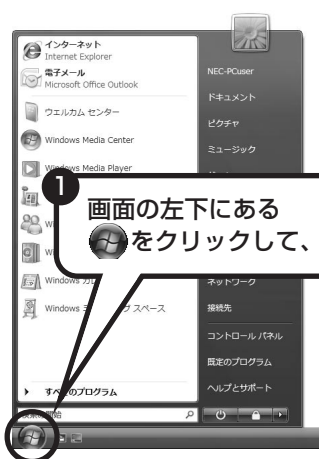 インターネット
Internet Explorer
電子メール
Microsoft Office Outlook
ウェルカム センター
Windows Media Center
Windows Media Player
NEC-PCuser
ドキュメント
ピクチャ
ミュージック
1
画面の左下にある
をクリックして、
Windows
スペース
すべてのプログラム
ネットワーク
接続先
コントロール パネル
既定のプログラム
ヘルプとサポート